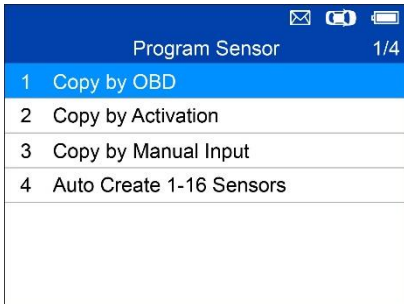 Program Sensor 1/4
1 Copy by OBD
2 Copy by Activation
3 Copy by Manual Input
4 Auto Create 1-16 Sensors